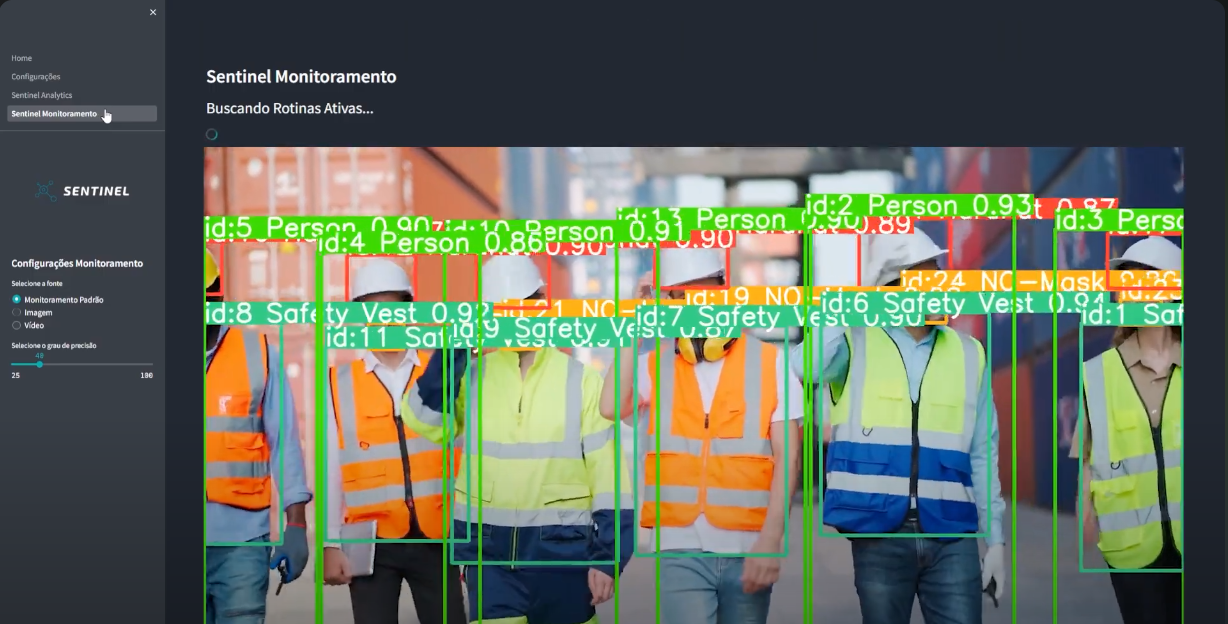 ×
Home
Configurações
Sentinel Analytics
Sentinel Monitoramento
SENTINEL
Configurações Monitoramento
Selecione a fonte
Monitoramento Padrão
Imagem
Vídeo
Selecione o grau de precisão
48
25
100
Sentinel Monitoramento
Buscando Rotinas Ativas...
id:2 Person 0.93
0.87
id:5 Person 0.90
id:10 Person 0.91
id:13 Person 0.90
0.89
id:3 Perso
id:4 Person 0.86
0.90
0.90
id:24 NO-Mask
id:8 Safety Vest 0.92
id:21 NO-
id:19 NO-
id:6 Safety Vest 0.94
id:1 Saf
id:11 Saf
id:9 Safety Vest 0.91
id:7 Safety Vest 0.90
0.87